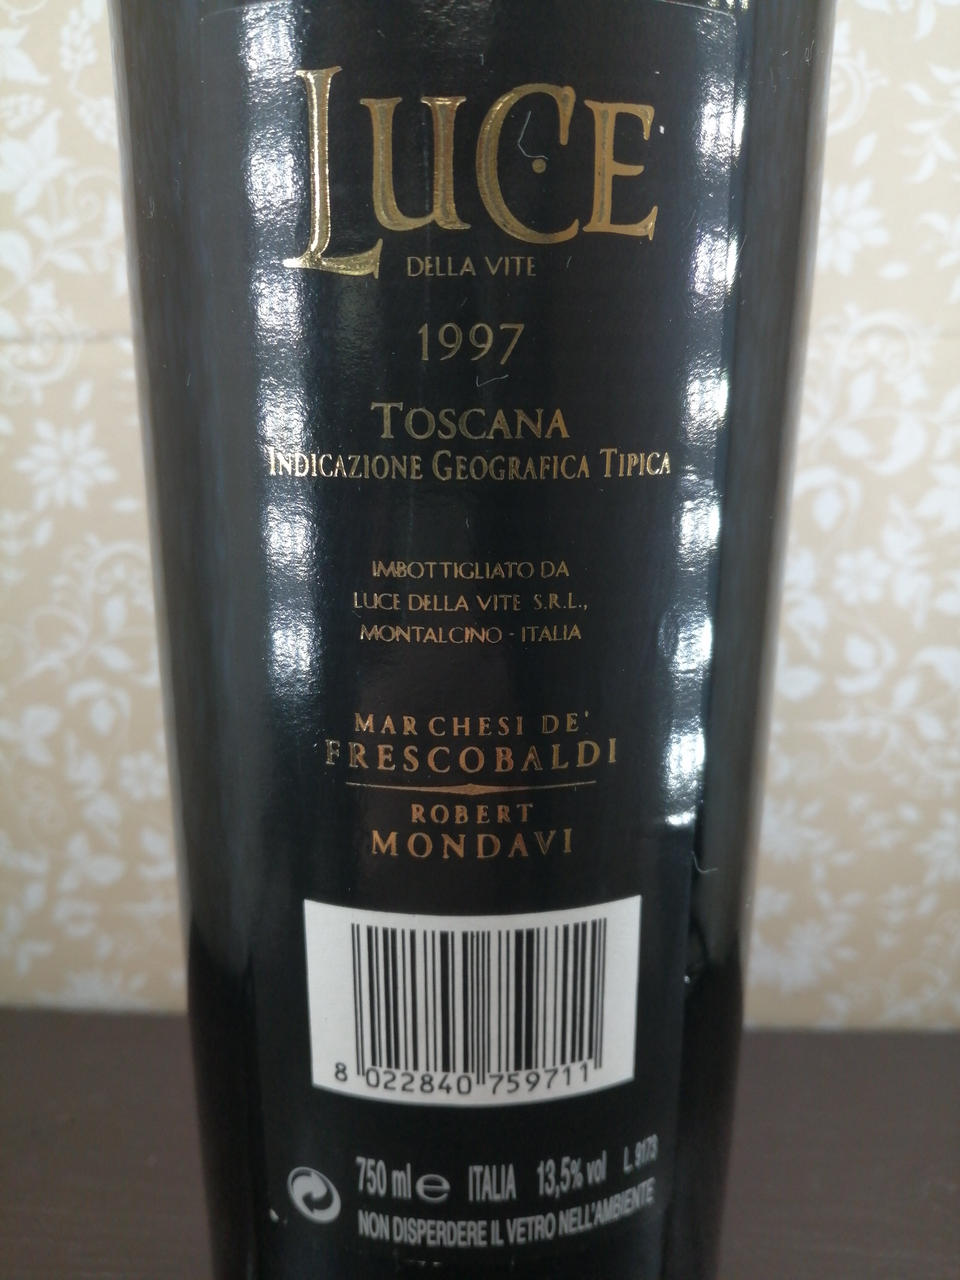 LUCE
DELLA VITE
1997
TOSCANA
INDICAZIONE GEOGRAFICA TIPICA
IMBOTTIGLIATO DA
LUCE DELLA VITE S.R.L.,
MONTALCINO - ITALIA
MARCHESI DE'
FRESCOBALDI
ROBERT
MONDAVI
8 022840 759711
750 ml e ITALIA 13,5% vol L. 9173
NON DISPERDERE IL VETRO NELL'AMBIENTE